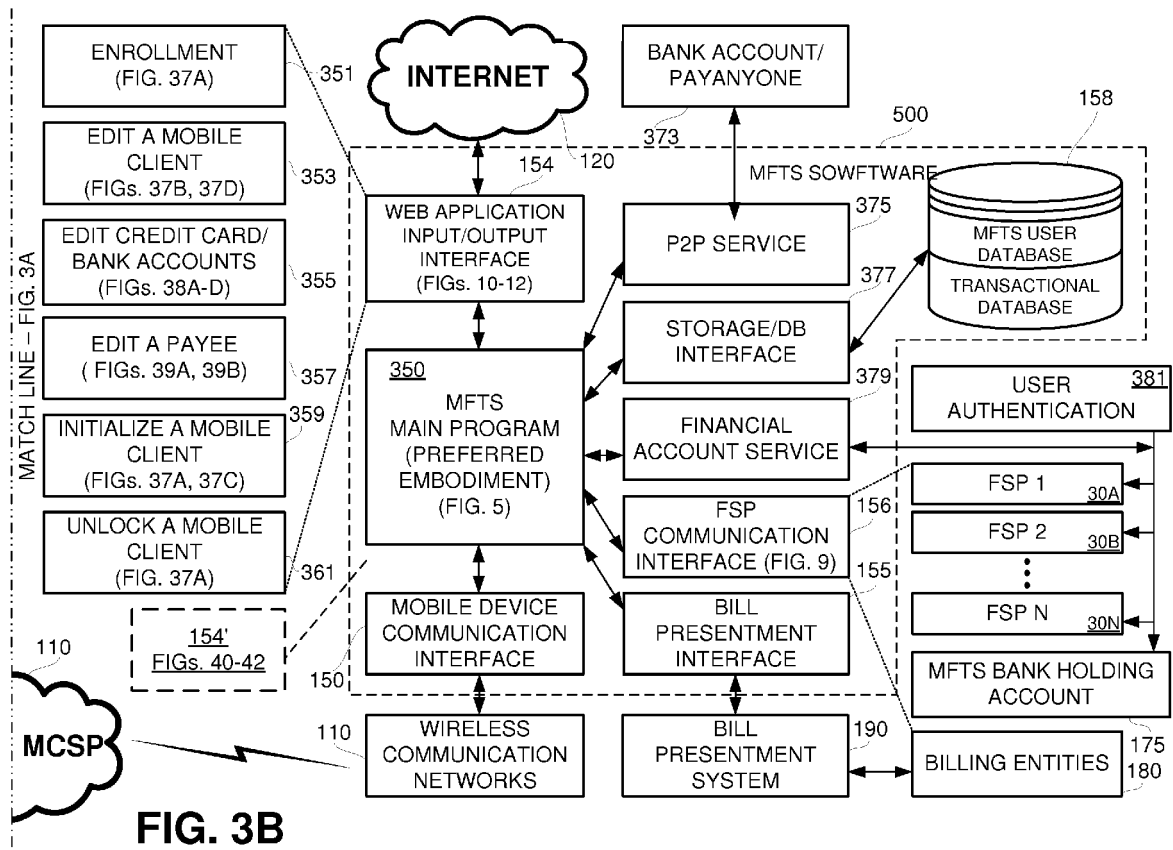 MATCH LINE – FIG. 3A
ENROLLMENT
(FIG. 37A)
351
EDIT A MOBILE
CLIENT
(FIGs. 37B, 37D)
353
EDIT CREDIT CARD/
BANK ACCOUNTS
(FIGs. 38A-D)
355
EDIT A PAYEE
( FIGs. 39A, 39B)
357
INITIALIZE A MOBILE
CLIENT
(FIGs. 37A, 37C)
359
UNLOCK A MOBILE
CLIENT
(FIG. 37A)
361
154'
FIGs. 40-42
110
MCSP
INTERNET
120
154
WEB APPLICATION
INPUT/OUTPUT
INTERFACE
(FIGs. 10-12)
350
MFTS
MAIN PROGRAM
(PREFERRED
EMBODIMENT)
(FIG. 5)
MOBILE DEVICE
COMMUNICATION
INTERFACE
150
WIRELESS
COMMUNICATION
NETWORKS
110
BANK ACCOUNT/
PAYANYONE
373
500
MFTS SOWFTWARE
158
MFTS USER
DATABASE
TRANSACTIONAL
DATABASE
P2P SERVICE
375
STORAGE/DB
INTERFACE
377
FINANCIAL
ACCOUNT SERVICE
379
FSP
COMMUNICATION
INTERFACE (FIG. 9)
156
BILL
PRESENTMENT
INTERFACE
155
BILL
PRESENTMENT
SYSTEM
190
USER
AUTHENTICATION
381
FSP 1
30A
FSP 2
30B
FSP N
30N
MFTS BANK HOLDING
ACCOUNT
175
BILLING ENTITIES
180
FIG. 3B